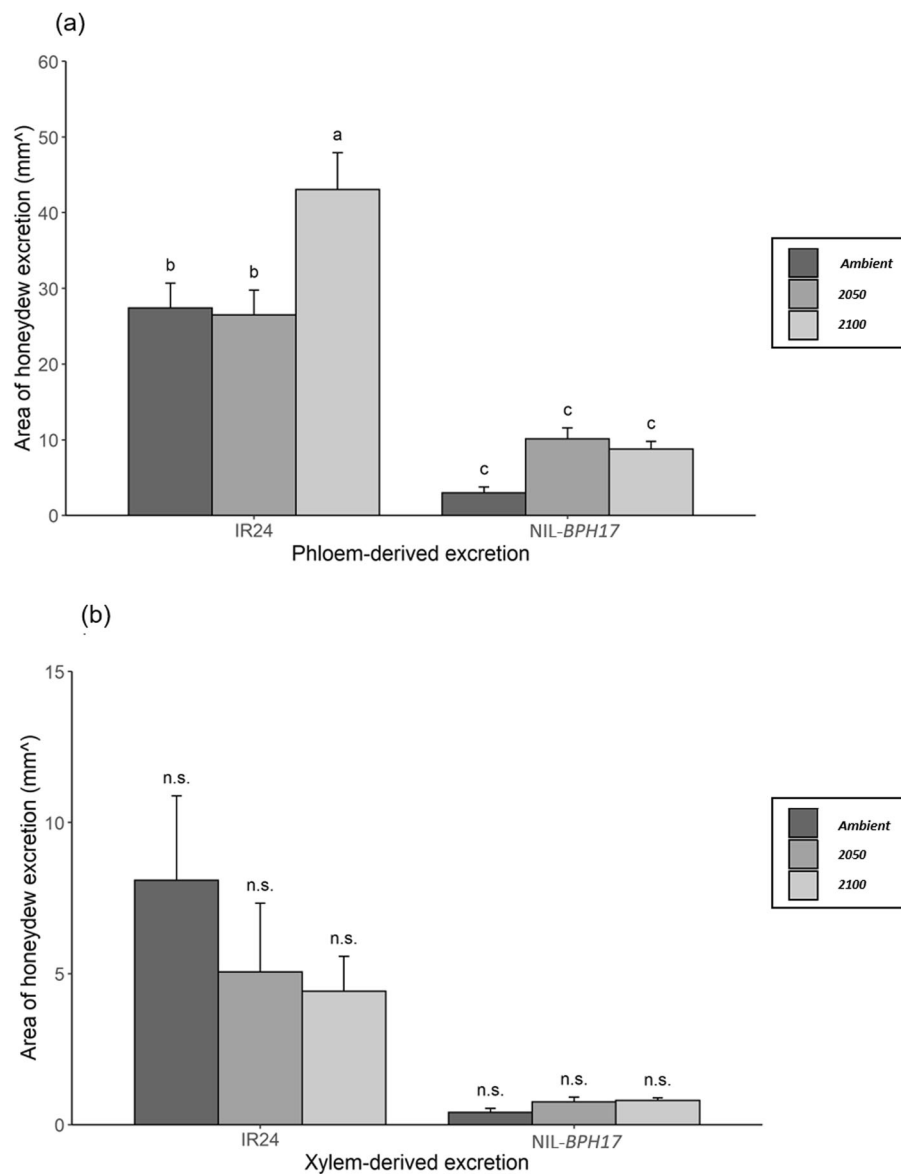 (a)
Area of honeydew excretion (mm^)
60
50
40
30
20
10
0
b
b
a
c
c
c
IR24
NIL-BPH17
Phloem-derived excretion
Ambient
2050
2100
(b)
Area of honeydew excretion (mm^)
15
10
5
0
n.s.
n.s.
n.s.
n.s.
n.s.
n.s.
IR24
NIL-BPH17
Xylem-derived excretion
Ambient
2050
2100